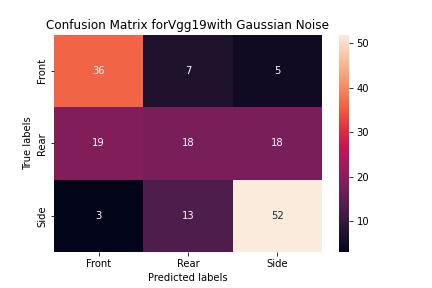 Confusion Matrix forVgg19with Gaussian Noise
Front
36
7
5
Rear
19
18
18
Side
3
13
52
True labels
Front
Rear
Side
Predicted labels
50
40
30
20
10